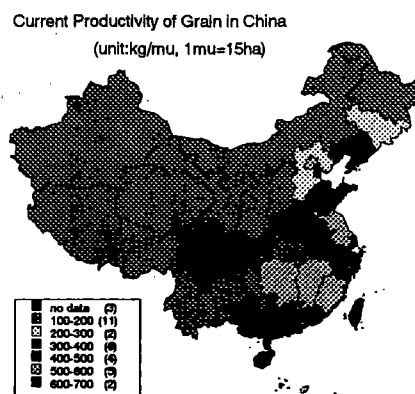 Current Productivity of Grain in China
(unit:kg/mu, 1mu=15ha)
no data (3)
100-200 (11)
200-300 (3)
300-400
400-500 (4)
500-600 (3)
600-700 (2)